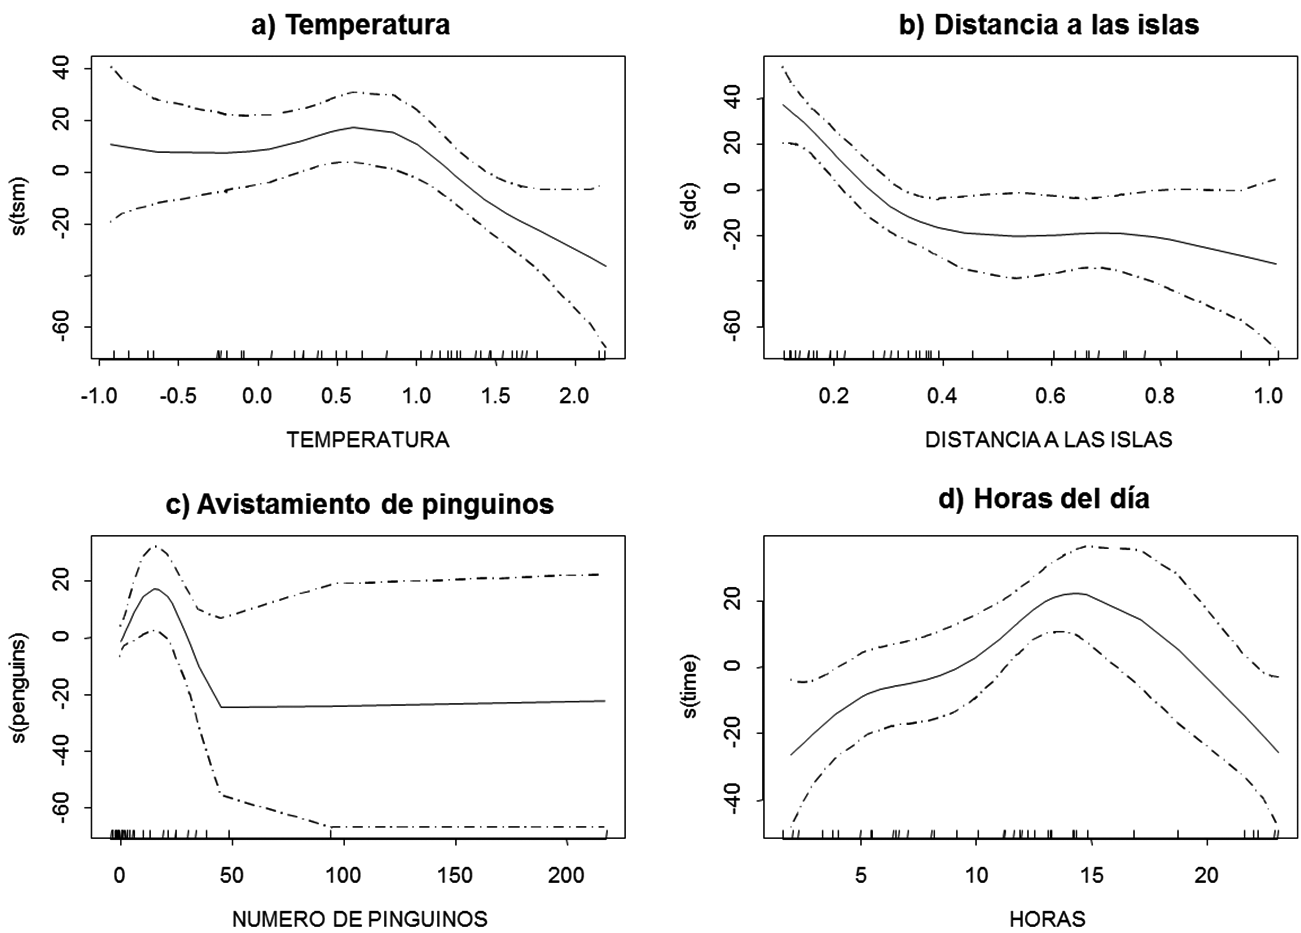 a) Temperatura
s(tsm)
40
20
0
-20
-60
-1.0 -0.5 0.0 0.5 1.0 1.5 2.0
TEMPERATURA
b) Distancia a las islas
s(dc)
40
20
0
-20
-60
0.2 0.4 0.6 0.8 1.0
DISTANCIA A LAS ISLAS
c) Avistamiento de pinguinos
s(penguins)
20
0
-20
-40
-60
0 50 100 150 200
NUMERO DE PINGUINOS
d) Horas del día
s(time)
20
0
-20
-40
5 10 15 20
HORAS